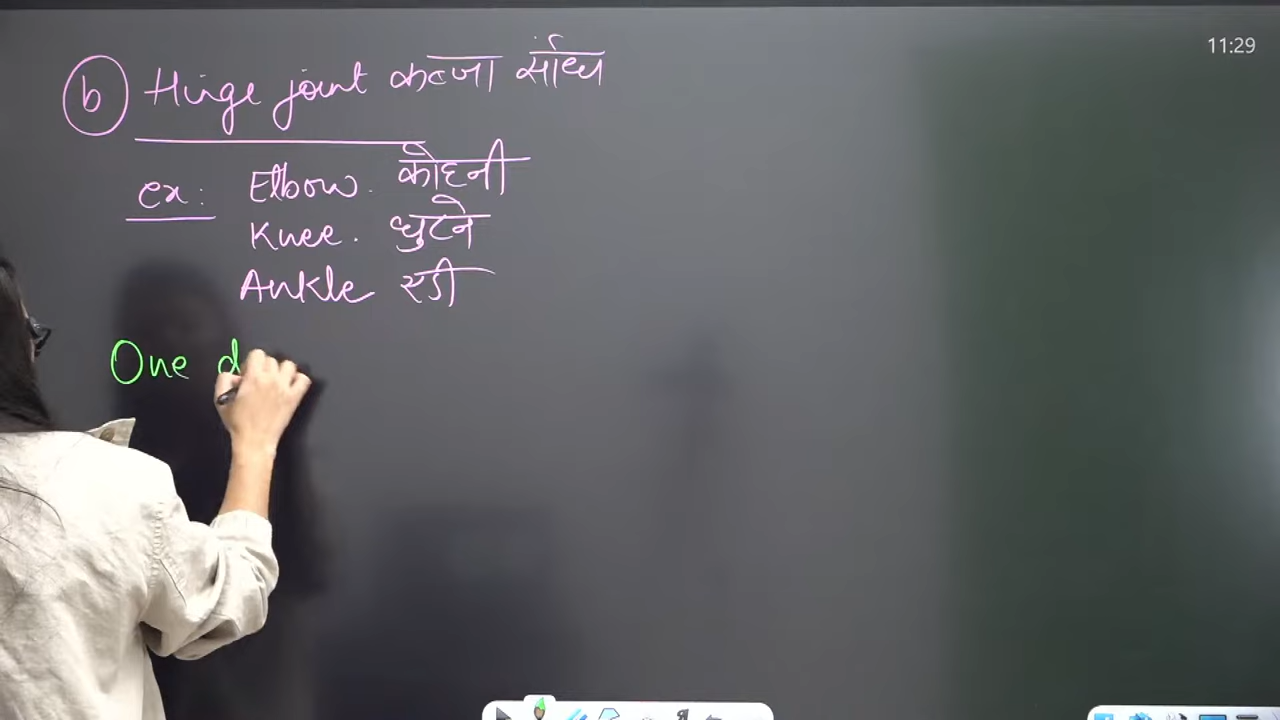 11:29
b Hinge joint कब्जा संधि
ex: Elbow. कोहनी
Knee. घुटने
Ankle एडी
One d